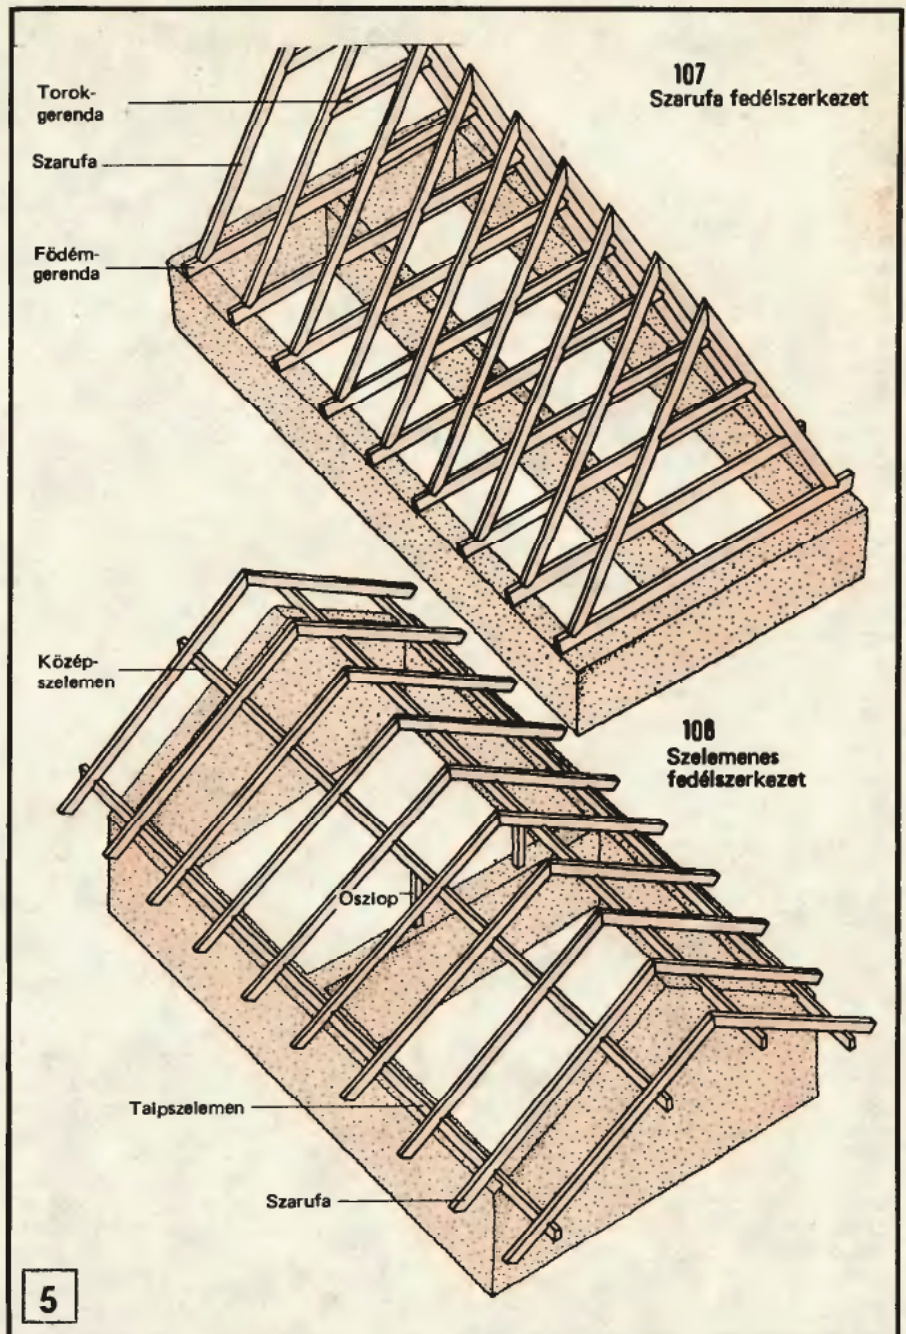 107
Szarufa fedélszerkezet
Torok-
gerenda
Szarufa
Födém-
gerenda
108
Szelemenes
fedélszerkezet
Közép-
szelemen
Oszlop
Talpszelemen
Szarufa
5